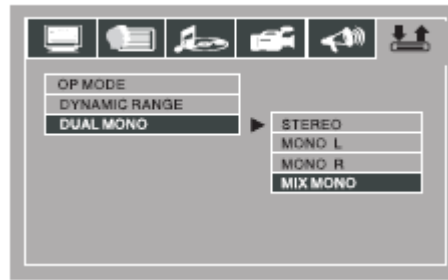 OP MODE
DYNAMIC RANGE
DUAL MONO
STEREO
MONO L
MONO R
MIX MONO